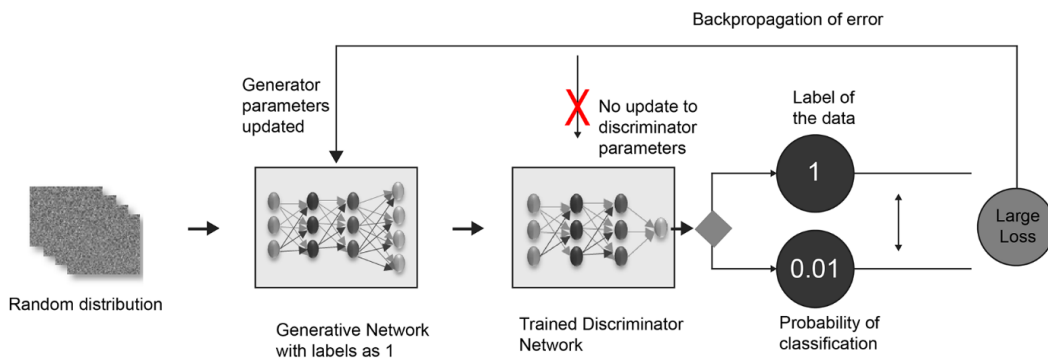 Backpropagation of error
Generator
parameters
updated
No update to
discriminator
parameters
Label of
the data
1
Large
Loss
0.01
Random distribution
Generative Network
with labels as 1
Trained Discriminator
Network
Probability of
classification